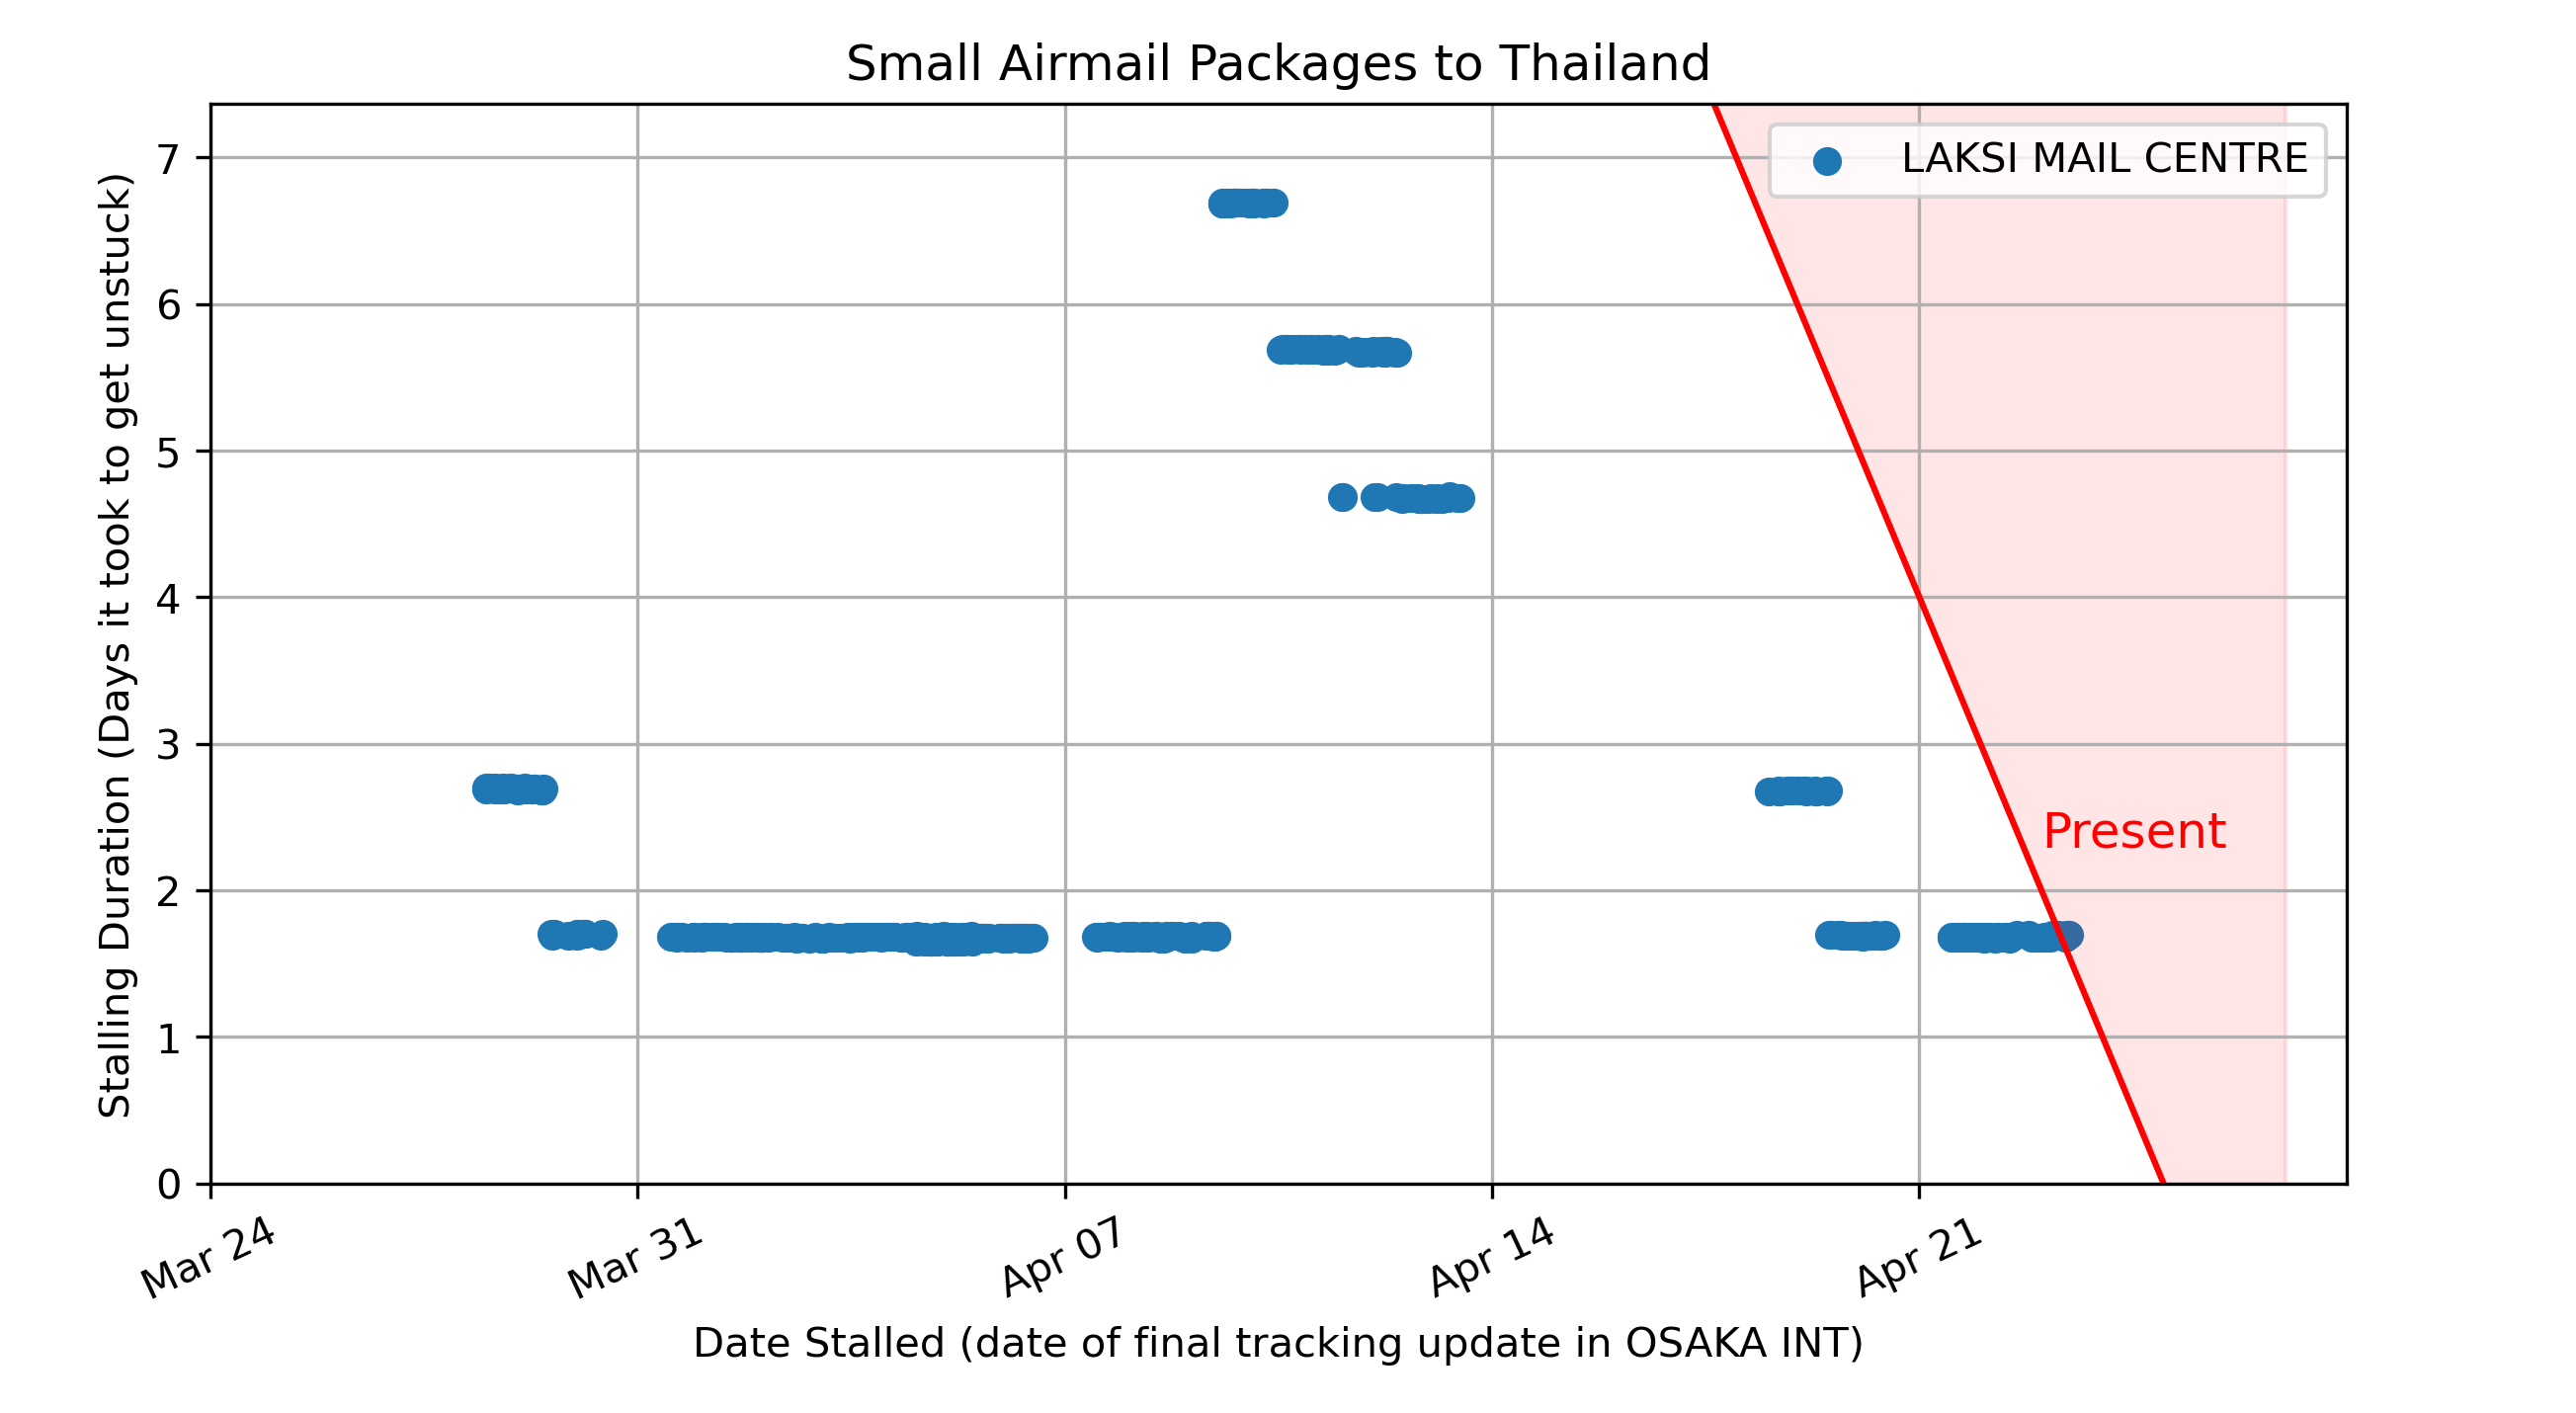 Small Airmail Packages to Thailand
LAKSI MAIL CENTRE
Stalling Duration (Days it took to get unstuck)
7
6
5
4
3
2
1
0
Present
Mar 24
Mar 31
Apr 07
Apr 14
Apr 21
Date Stalled (date of final tracking update in OSAKA INT)